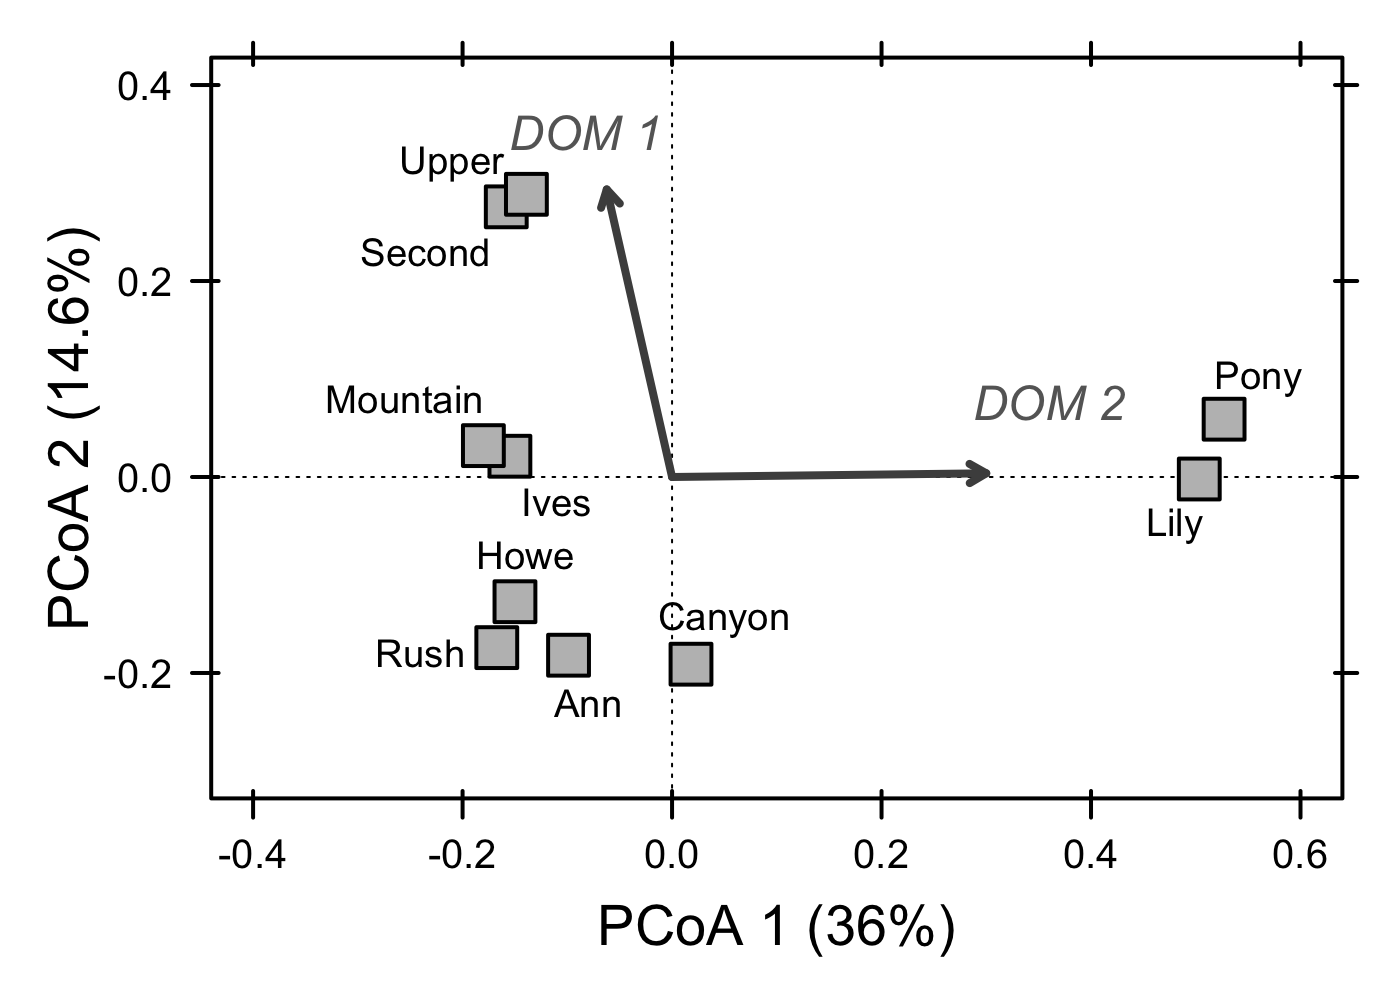 0.4
DOM 1
Upper
Second
0.2
PCoA 2 (14.6%)
Pony
Mountain
DOM 2
0.0
Ives
Lily
Howe
Canyon
Rush
-0.2
Ann
-0.4
-0.2
0.0
0.2
0.4
0.6
PCoA 1 (36%)